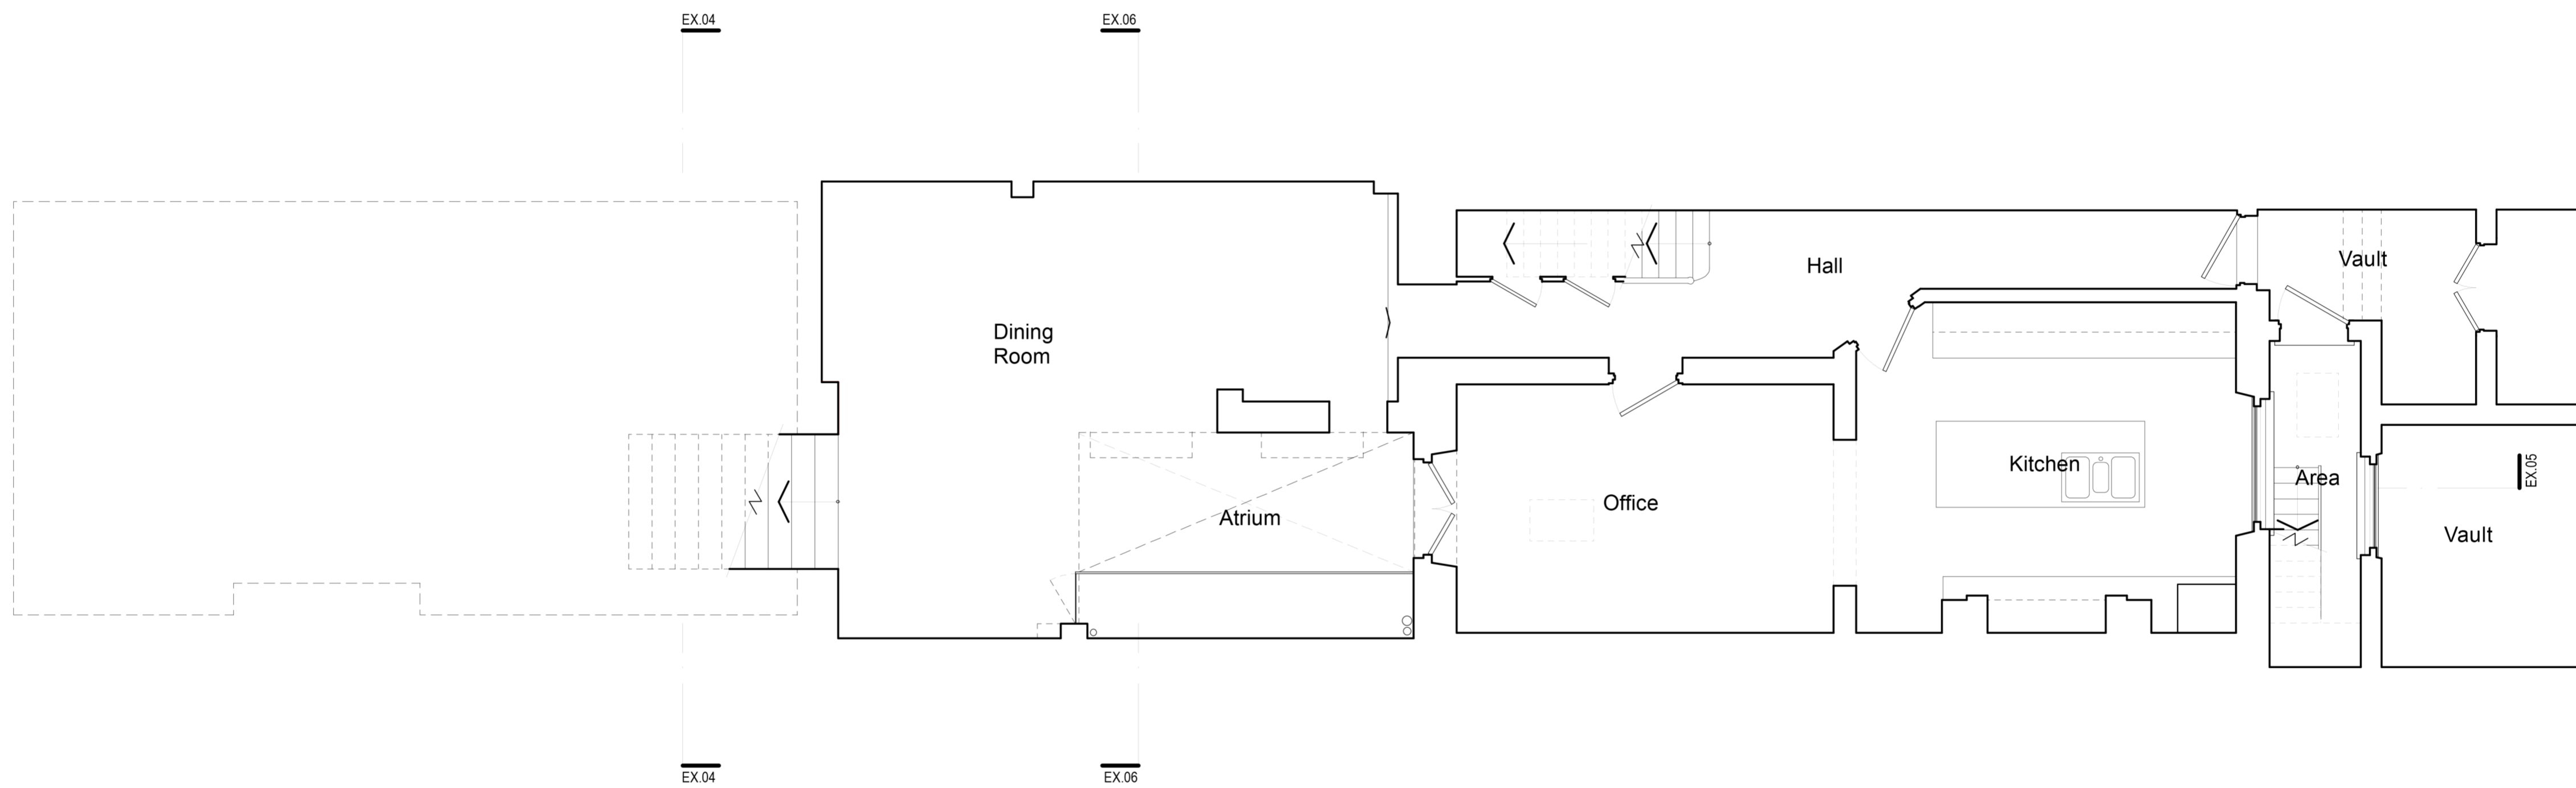 EX.04
EX.06
Hall
Vault
Dining
Room
Kitchen
Area
EX.05
Office
Atrium
Vault
EX.04
EX.06